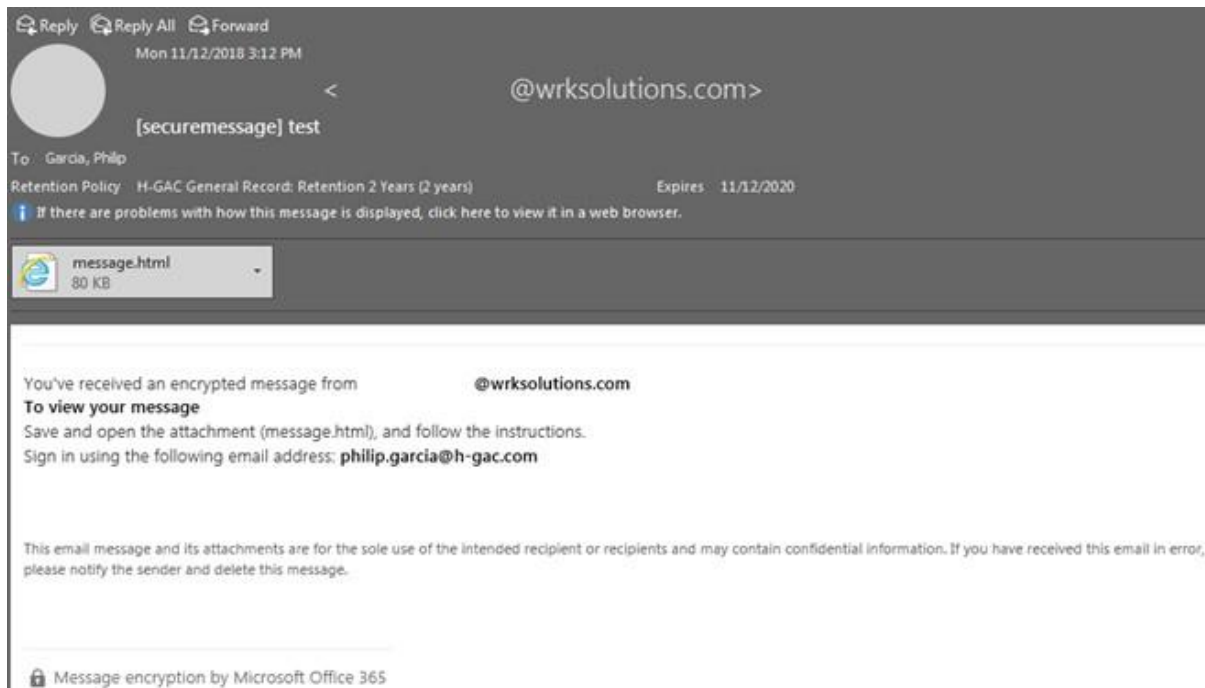 Reply Reply All Forward
Mon 11/12/2018 3:12 PM
< @wrksolutions.com>
[securemessage] test
To Garcia, Philip
Retention Policy H-GAC General Record: Retention 2 Years (2 years) Expires 11/12/2020
If there are problems with how this message is displayed, click here to view it in a web browser.
message.html
80 KB
You've received an encrypted message from @wrksolutions.com
To view your message
Save and open the attachment (message.html), and follow the instructions.
Sign in using the following email address: philip.garcia@h-gac.com
This email message and its attachments are for the sole use of the intended recipient or recipients and may contain confidential information. If you have received this email in error,
please notify the sender and delete this message.
Message encryption by Microsoft Office 365